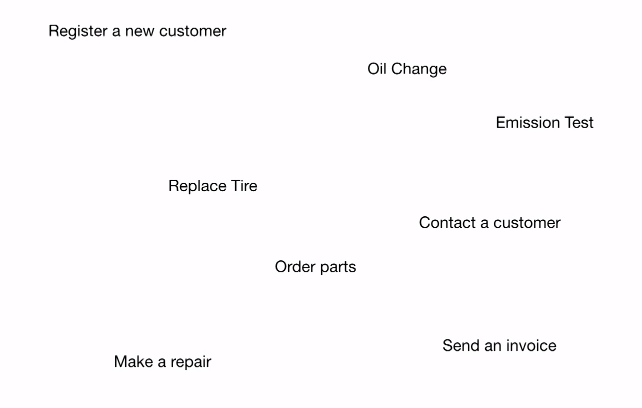 Register a new customer
Oil Change
Emission Test
Replace Tire
Contact a customer
Order parts
Send an invoice
Make a repair